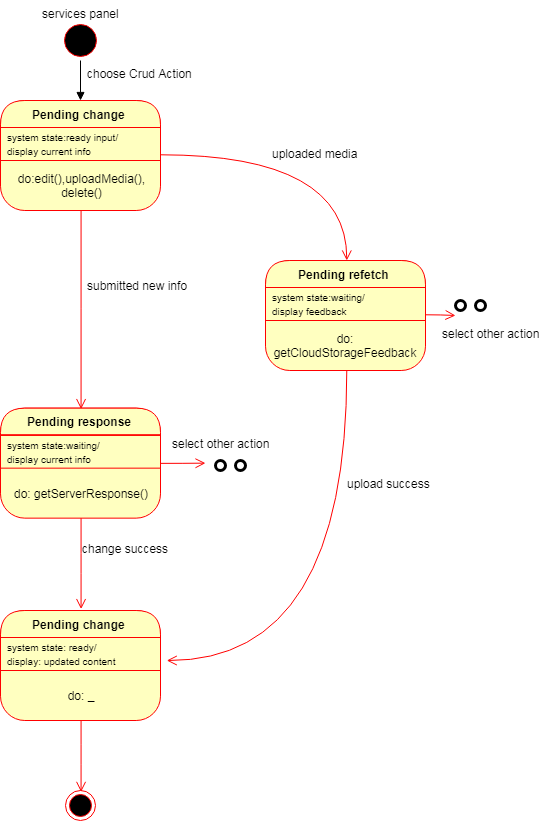 services panel
choose Crud Action
Pending change
system state:ready input/
display current info
do:edit(),uploadMedia(),
delete()
uploaded media
Pending refetch
system state:waiting/
display feedback
do:
getCloudStorageFeedback
select other action
submitted new info
Pending response
system state:waiting/
display current info
do: getServerResponse()
select other action
upload success
change success
Pending change
system state: ready/
display: updated content
do: _